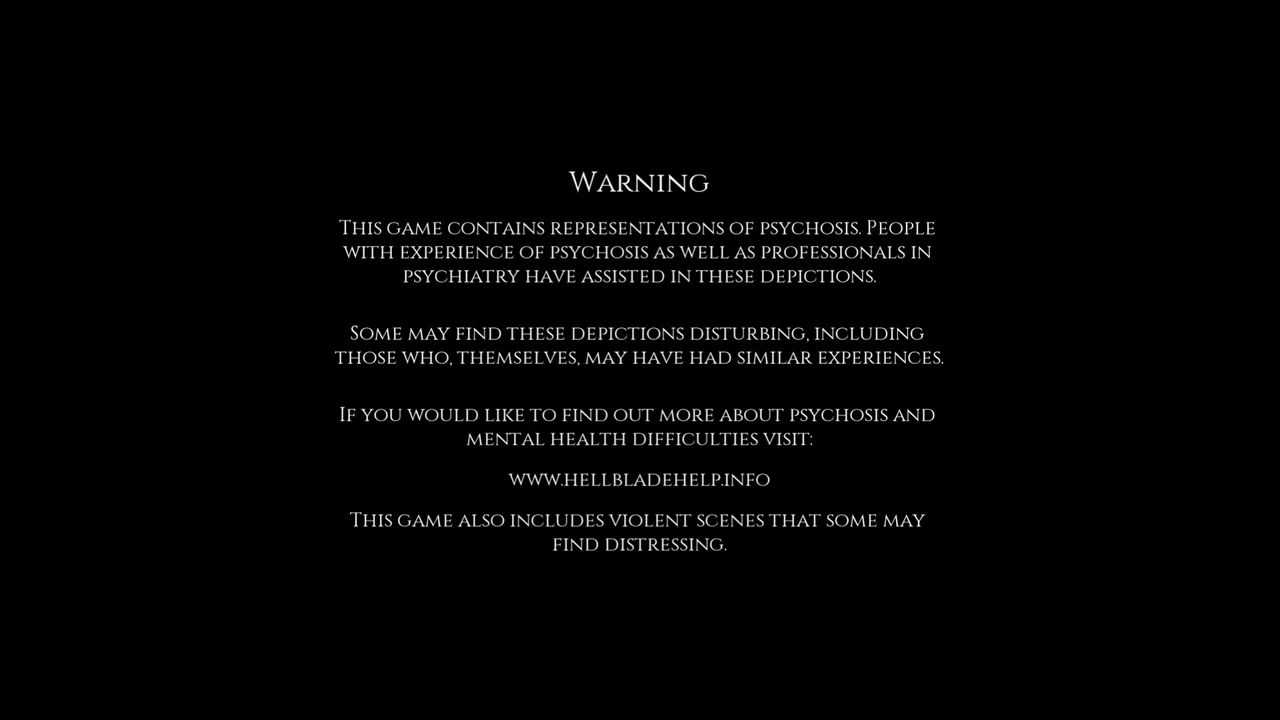 Warning
This game contains representations of psychosis. People
with experience of psychosis as well as professionals in
psychiatry have assisted in these depictions.
Some may find these depictions disturbing, including
those who, themselves, may have had similar experiences.
If you would like to find out more about psychosis and
mental health difficulties visit:
www.hellbladehelp.info
This game also includes violent scenes that some may
find distressing.